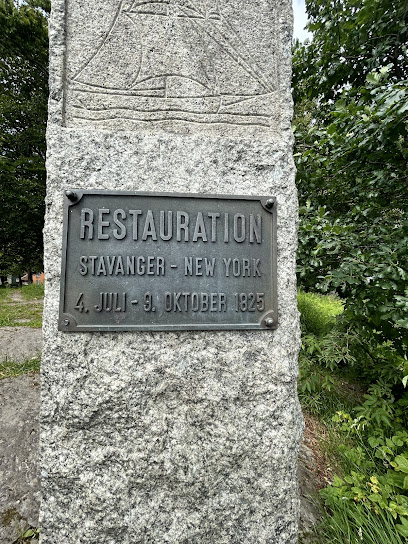 RESTAURATION
STAVANGER - NEW YORK
4. JULI - 9. OKTOBER 1825